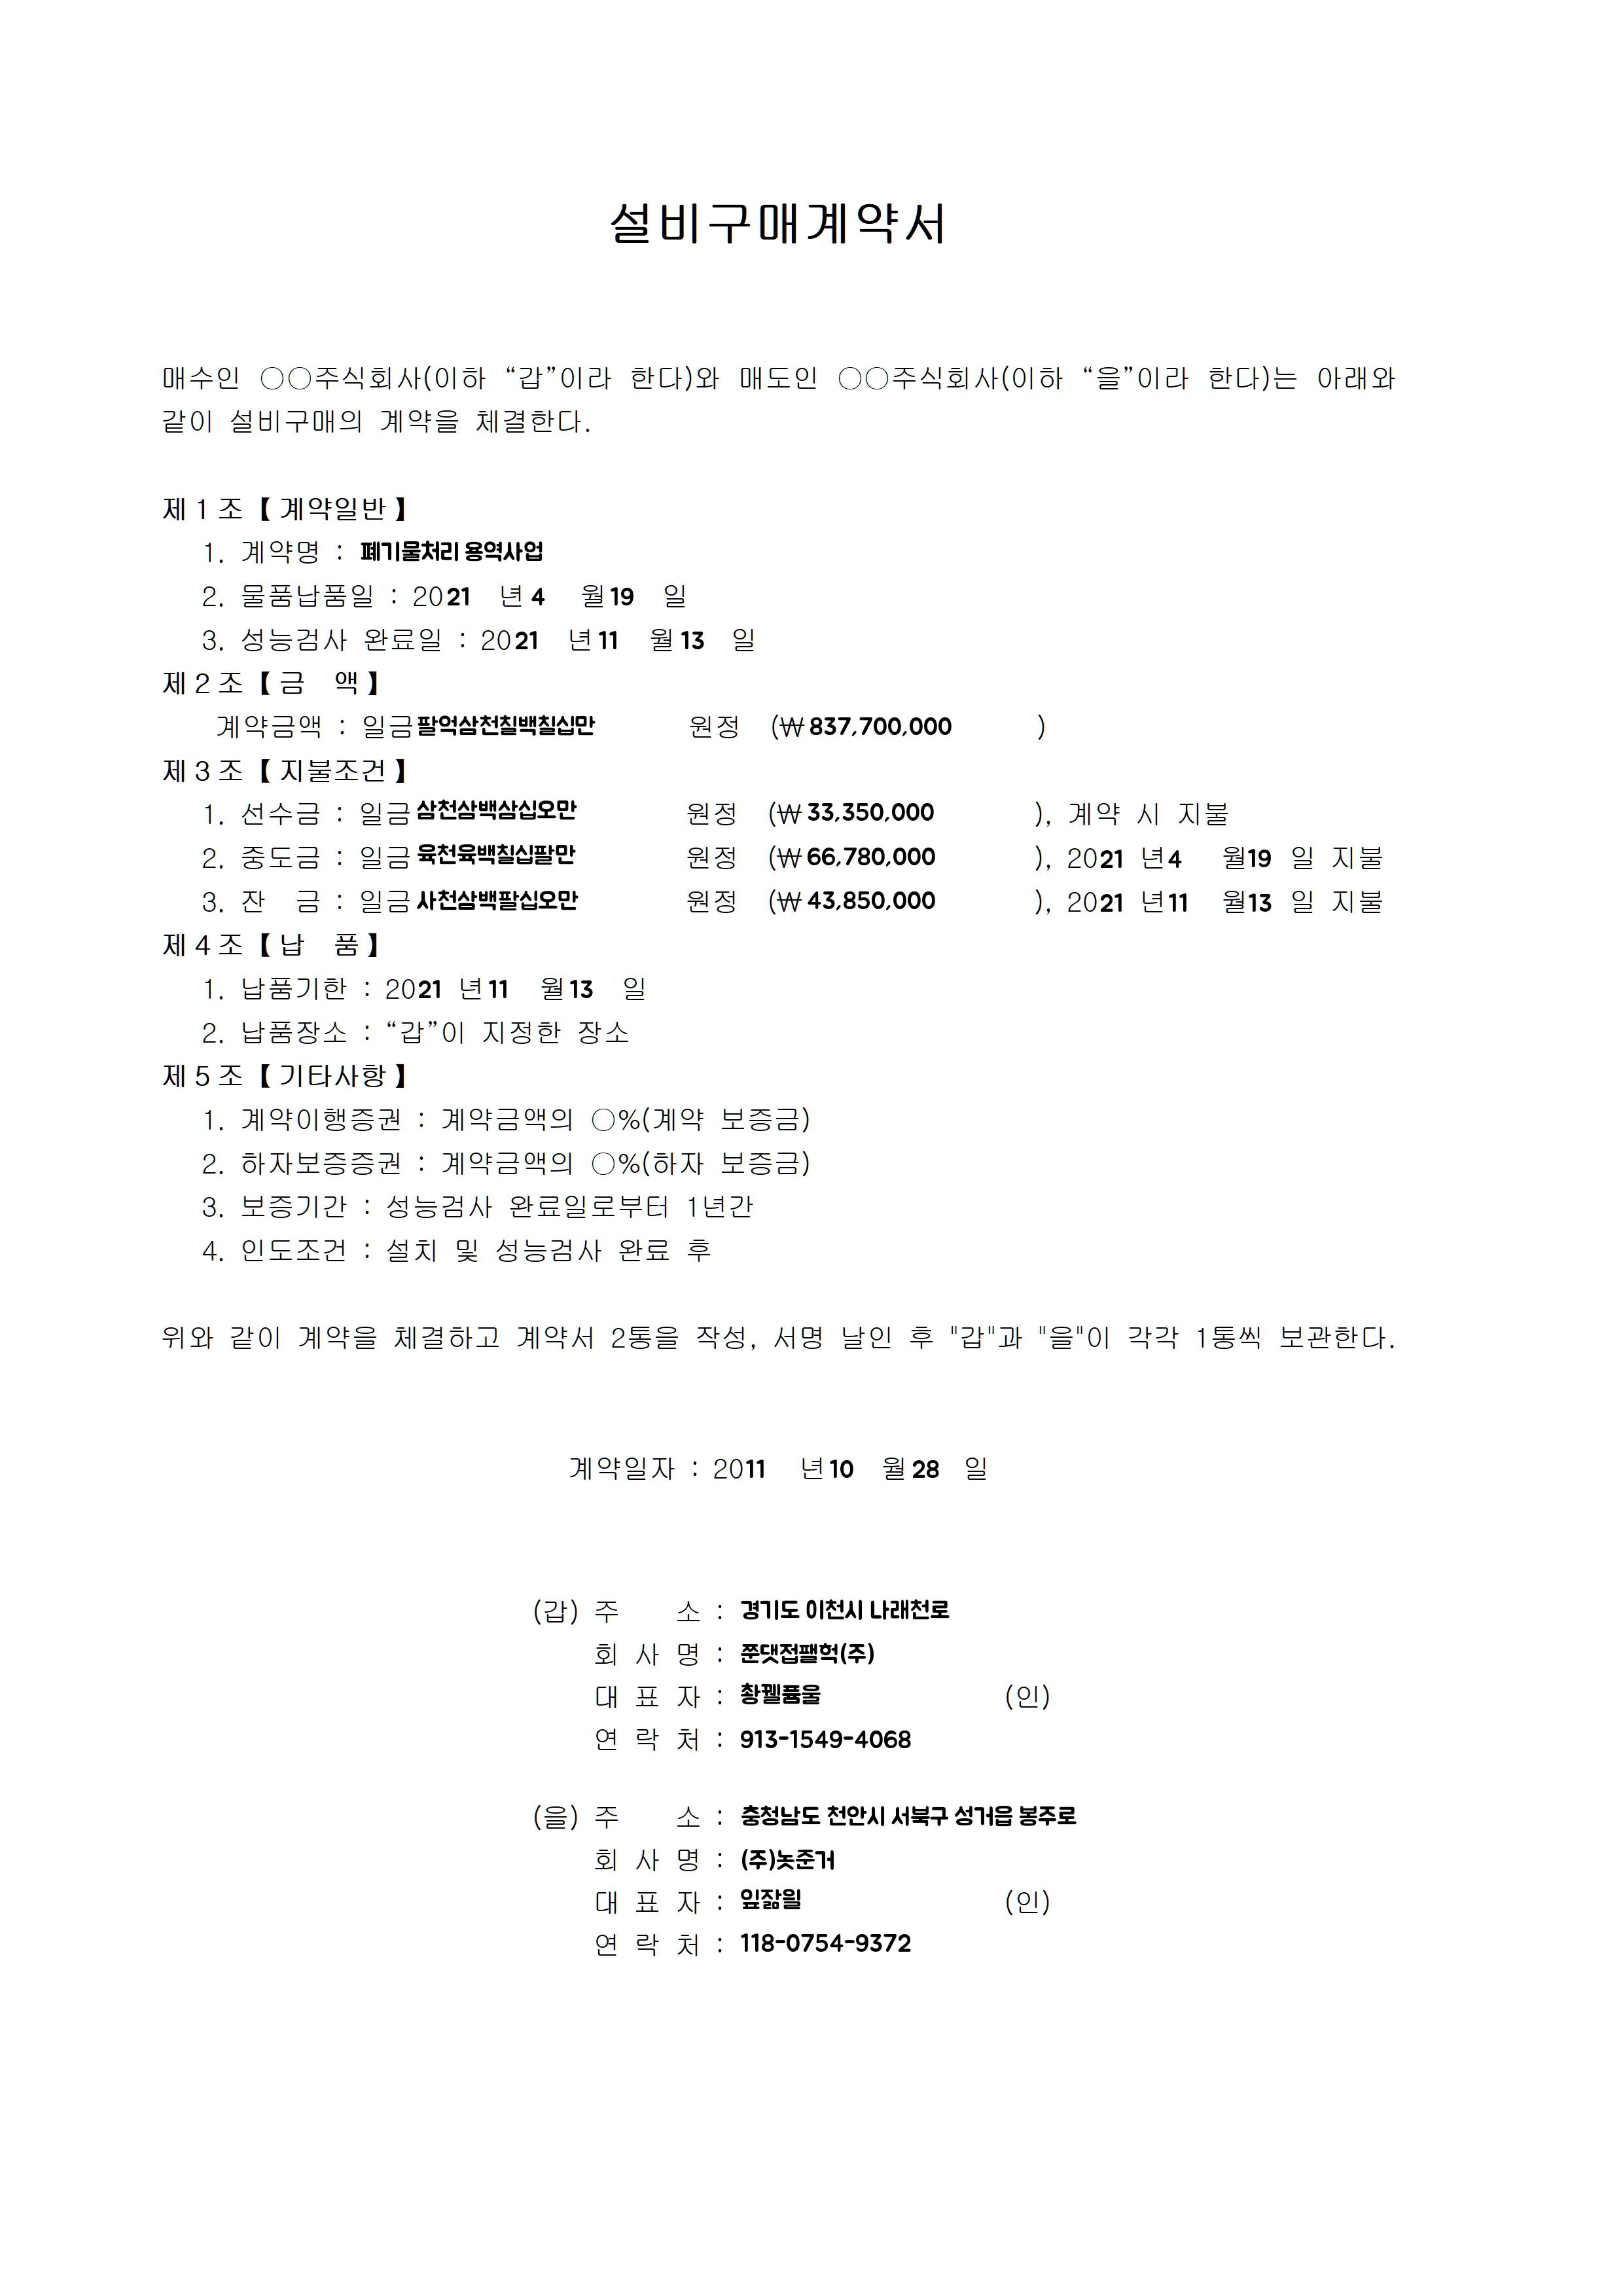 설비구매계약서
매수인 ○○주식회사(이하 “갑”이라 한다)와 매도인 ○○주식회사(이하 “을”이라 한다)는 아래와
같이 설비구매의 계약을 체결한다.
제 1 조 【 계약일반 】
1. 계약명 : 폐기물처리 용역사업
2. 물품납품일 : 2021 년 4 월 19 일
3. 성능검사 완료일 : 2021 년 11 월 13 일
제 2 조 【 금 액 】
계약금액 : 일금 팔억삼천칠백칠십만 원정 (₩ 837,700,000 )
제 3 조 【 지불조건 】
1. 선수금 : 일금 삼천삼백삼십오만 원정 (₩ 33,350,000 ), 계약 시 지불
2. 중도금 : 일금 육천육백칠십팔만 원정 (₩ 66,780,000 ), 2021 년 4 월 19 일 지불
3. 잔 금 : 일금 사천삼백팔십오만 원정 (₩ 43,850,000 ), 2021 년 11 월 13 일 지불
제 4 조 【 납 품 】
1. 납품기한 : 2021 년 11 월 13 일
2. 납품장소 : “갑”이 지정한 장소
제 5 조 【 기타사항 】
1. 계약이행증권 : 계약금액의 ○%(계약 보증금)
2. 하자보증증권 : 계약금액의 ○%(하자 보증금)
3. 보증기간 : 성능검사 완료일로부터 1년간
4. 인도조건 : 설치 및 성능검사 완료 후
위와 같이 계약을 체결하고 계약서 2통을 작성, 서명 날인 후 "갑"과 "을"이 각각 1통씩 보관한다.
계약일자 : 2011 년 10 월 28 일
(갑) 주 소 : 경기도 이천시 나래천로
회 사 명 : 쭌댓접팰헉(주)
대 표 자 : (인)
연 락 처 : 913-1549-4068
(을) 주 소 : 충청남도 천안시 서북구 성거읍 봉주로
회 사 명 : (주)놋준거
대 표 자 : (인)
연 락 처 : 118-0754-9372